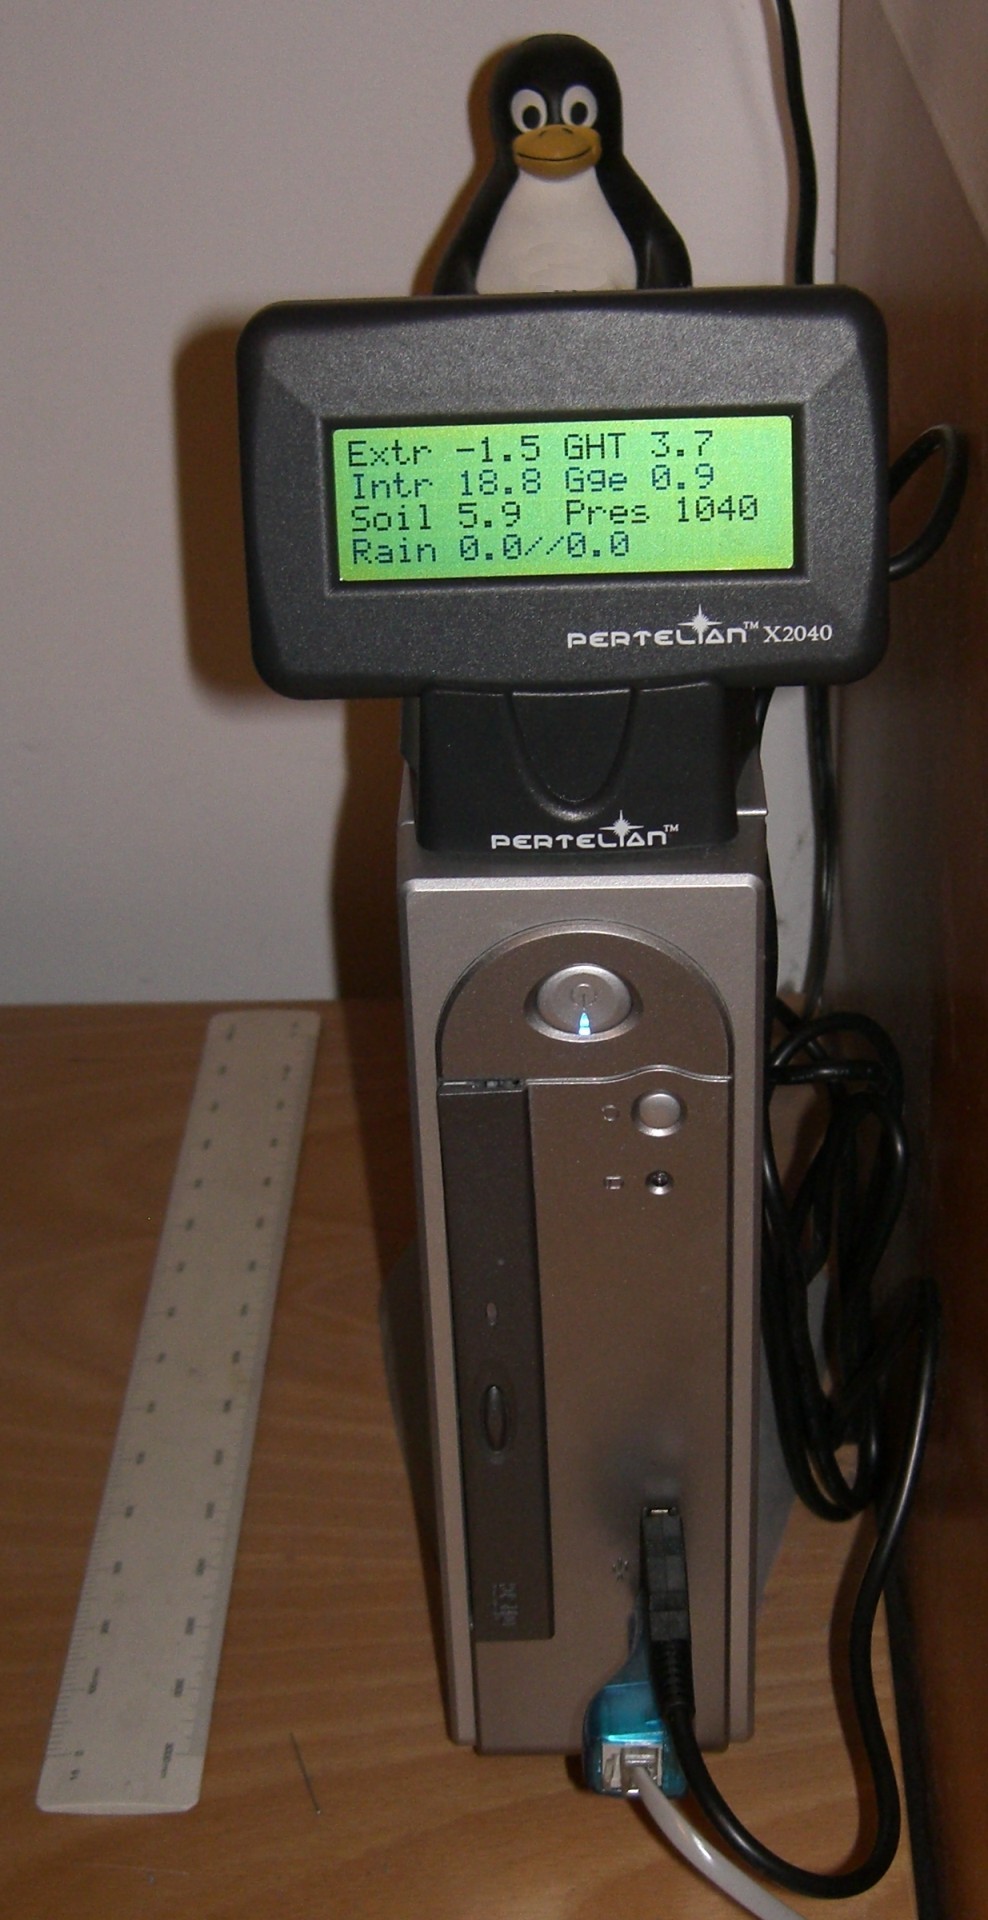 Extr -1.5 GHT 3.7
Intr 18.8 Gge 0.9
Soil 5.9 Pres 1040
Rain 0.0//0.0
PERTELIAN™ X2040
PERTELIAN™